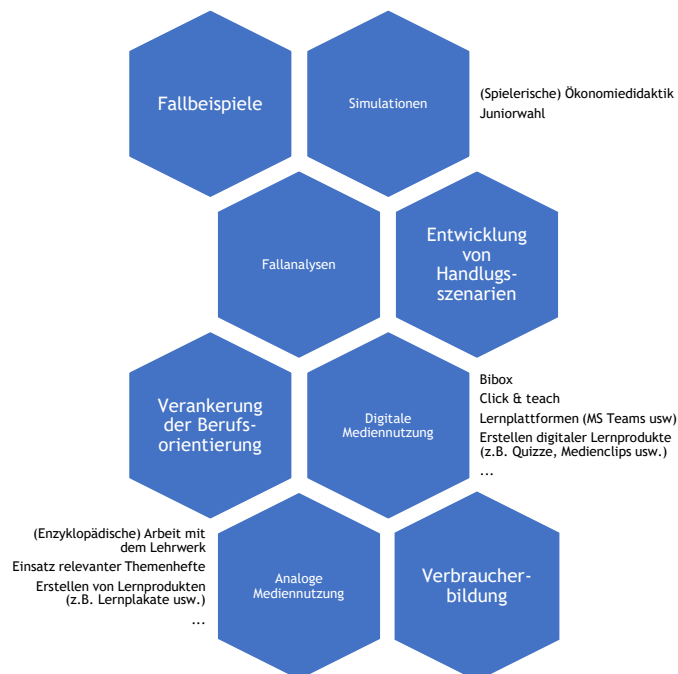 Fallbeispiele
Simulationen
(Spielerische) Ökonomiedidaktik
Juniorwahl
Fallanalysen
Entwicklung
von
Handlugs-
szenarien
Verankerung
der Berufs-
orientierung
Digitale
Mediennutzung
Bibox
Click & teach
Lernplattformen (MS Teams usw)
Erstellen digitaler Lernprodukte
(z.B. Quizze, Medienclips usw.)
...
(Enzyklopädische) Arbeit mit
dem Lehrwerk
Einsatz relevanter Themenhefte
Erstellen von Lernprodukten
(z.B. Lernplakate usw.)
...
Analoge
Mediennutzung
Verbraucher-
bildung